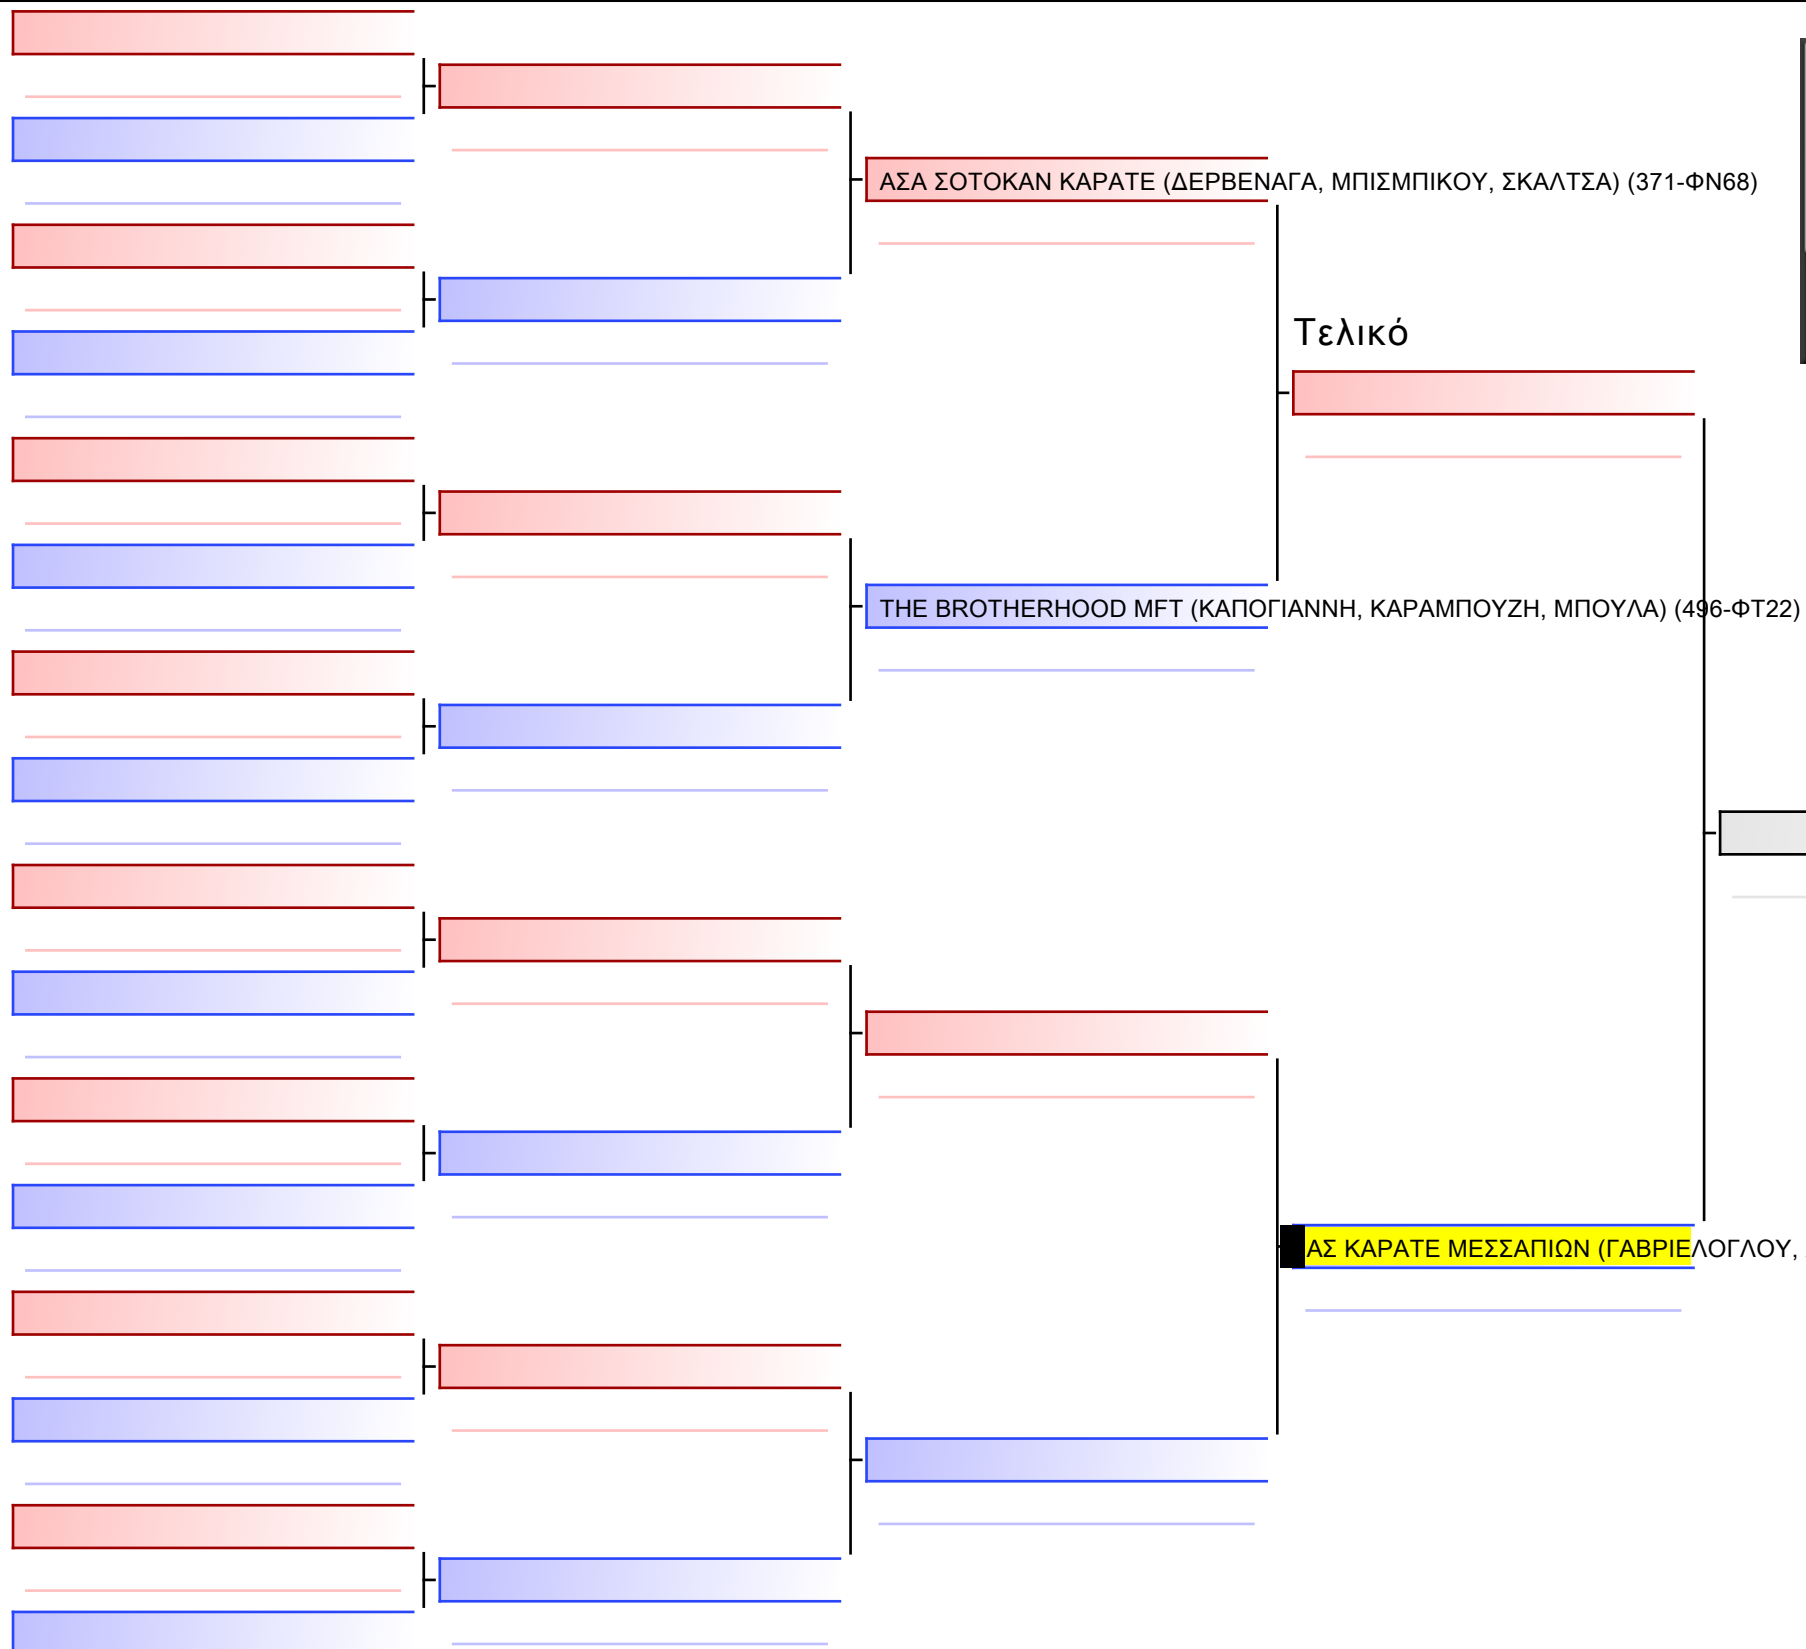 ΑΣΑ ΣΟΤΟΚΑΝ ΚΑΡΑΤΕ (ΔΕΡΒΕΝΑΓΑ, ΜΠΙΣΜΠΙΚΟΥ, ΣΚΑΛΤΣΑ) (371-ΦΝ68)
Τελικό
THE BROTHERHOOD MFT (ΚΑΠΟΓΙΑΝΝΗ, ΚΑΡΑΜΠΟΥΖΗ, ΜΠΟΥΛΑ) (496-ΦΤ22)
ΑΣ ΚΑΡΑΤΕ ΜΕΣΣΑΠΙΩΝ (ΓΑΒΡΙΕΛΟΓΛΟΥ,